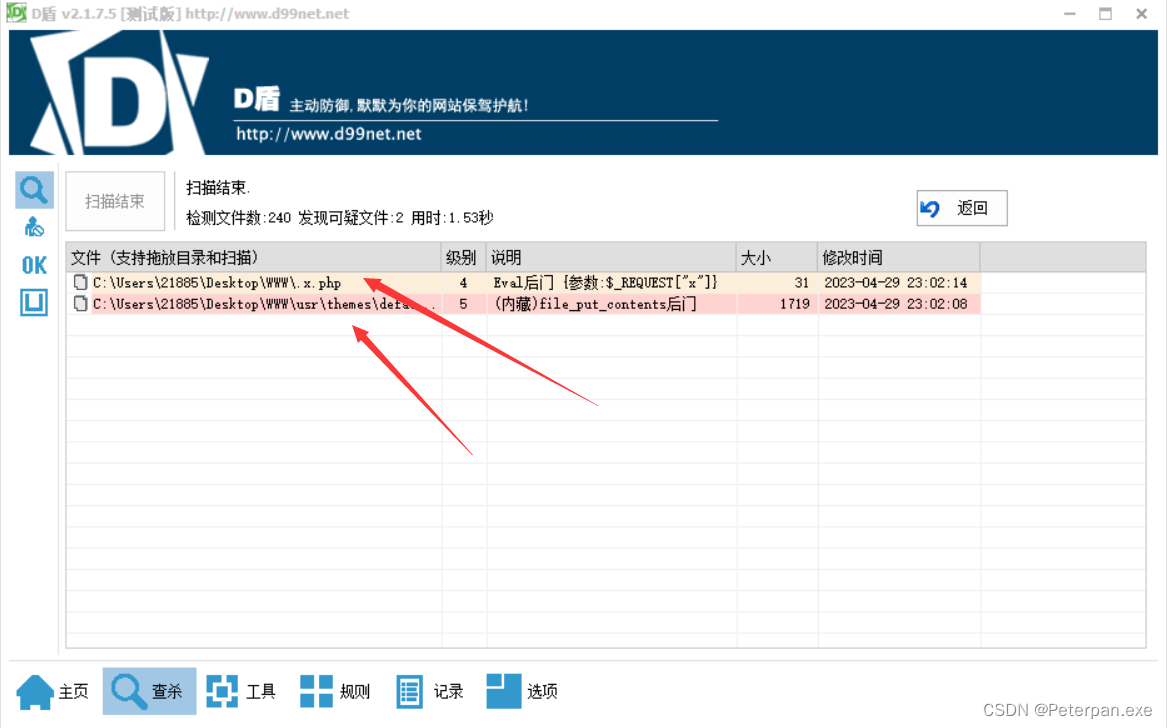 D盾 v2.1.7.5 [测试版] http://www.d99net.net
D盾 主动防御,默默为你的网站保驾护航!
http://www.d99net.net
扫描结束
扫描结束.
检测文件数:240 发现可疑文件:2 用时:1.53秒
返回
文件 (支持拖放目录和扫描) 级别 说明 大小 修改时间
C:\Users\21885\Desktop\WWW\.x.php 4 Eval后门 {参数:$_REQUEST["x"]} 31 2023-04-29 23:02:14
C:\Users\21885\Desktop\WWW\usr\themes\defau... 5 (内藏)file_put_contents后门 1719 2023-04-29 23:02:08
OK
主页 查杀 工具 规则 记录 选项
CSDN @Peterpan.exe